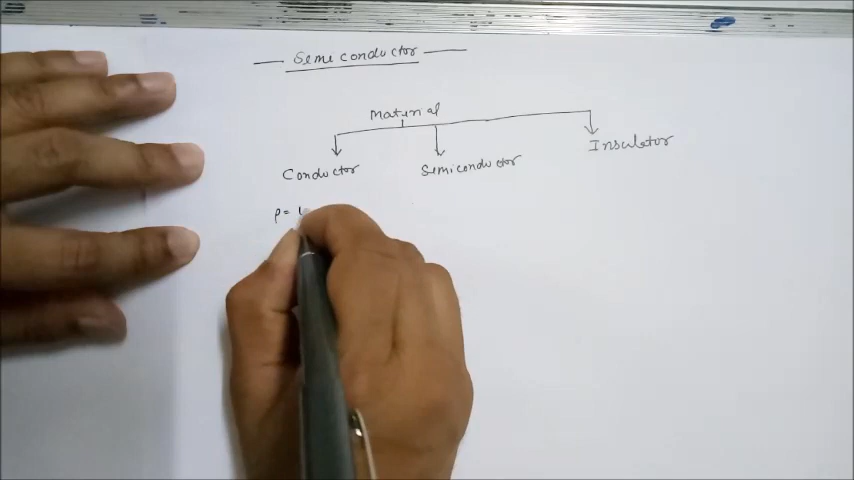 Semiconductor
Material
Conductor Semiconductor Insulator
ρ =